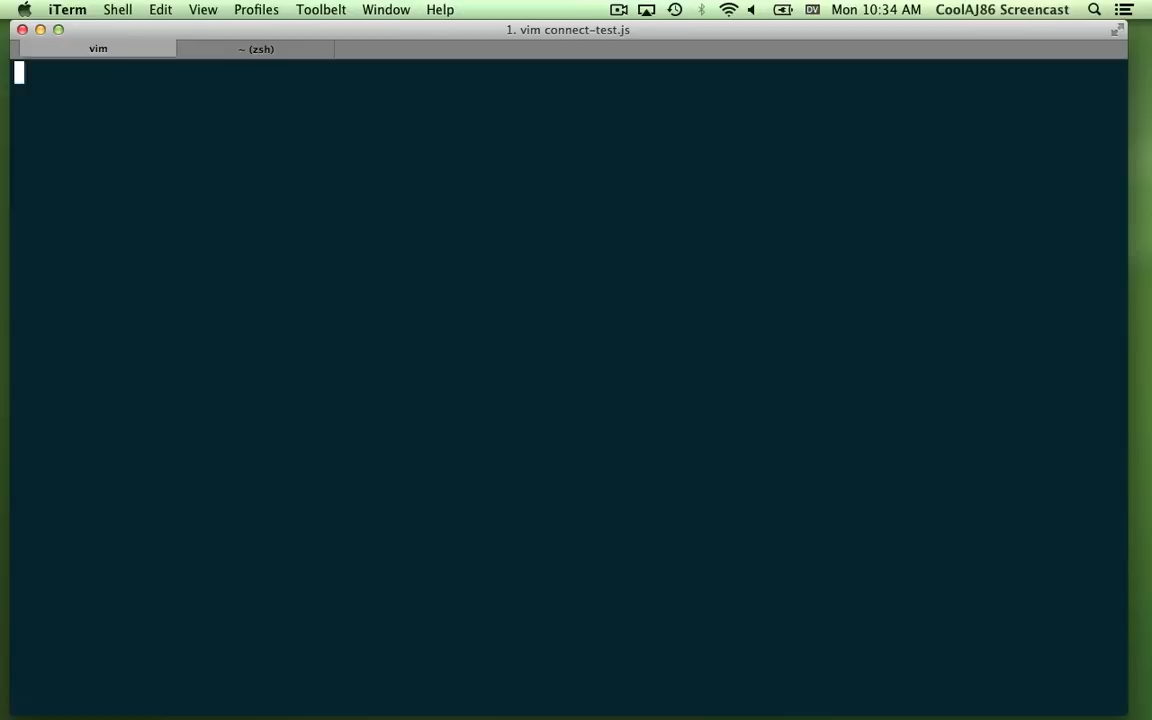 iTerm Shell Edit View Profiles Toolbelt Window Help DV Mon 10:34 AM CoolAJ86 Screencast
1. vim connect-test.js
vim ~ (zsh)